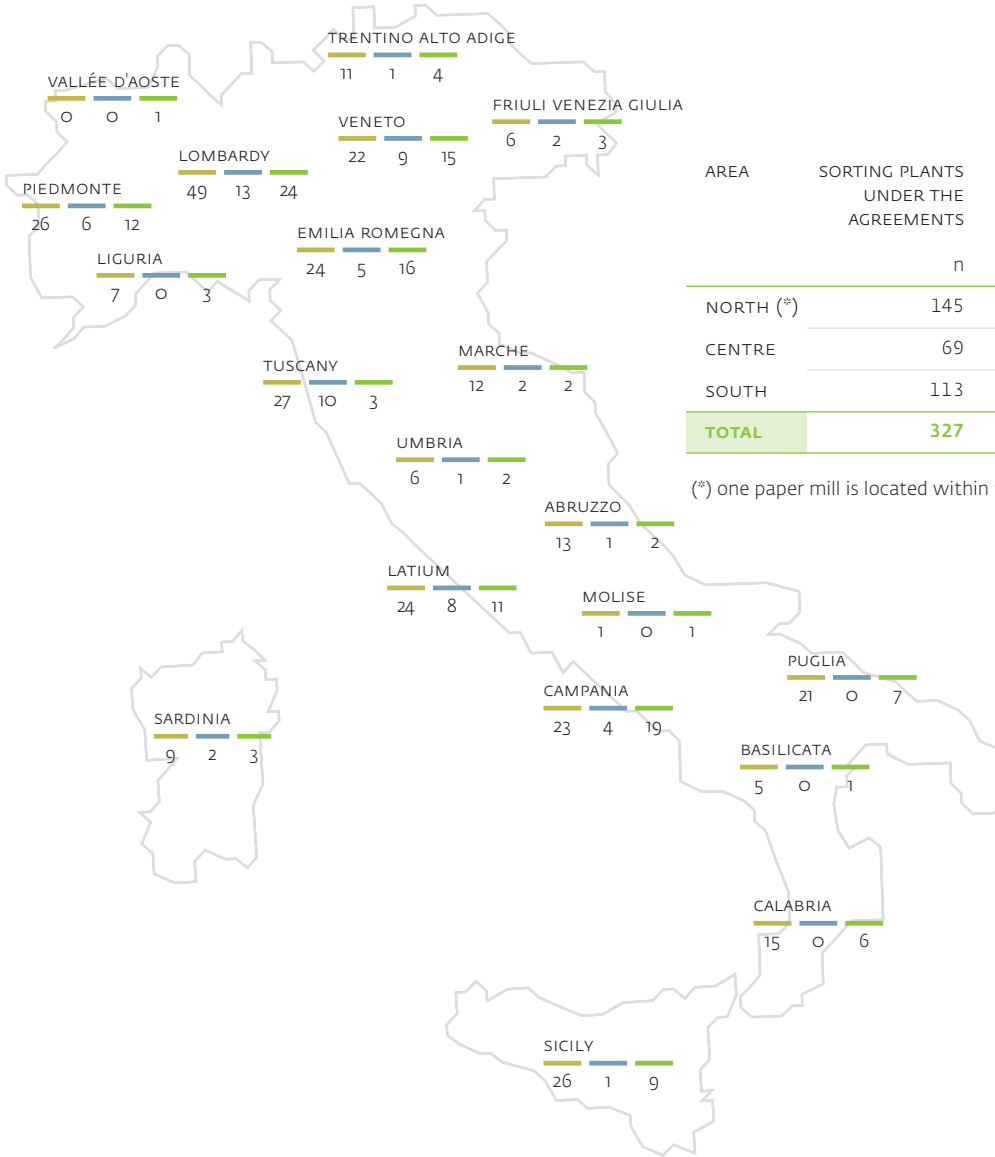 TRENTINO ALTO ADIGE
11 1 4
VALLÉE D'AOSTE
0 0 1
FRIULI VENEZIA GIULIA
6 2 3
VENETO
22 9 15
LOMBARDY
49 13 24
PIEDMONTE
26 6 12
EMILIA ROMEGNA
24 5 16
LIGURIA
7 0 3
TUSCANY
27 10 3
MARCHE
12 2 2
UMBRIA
6 1 2
ABRUZZO
13 1 2
LATIUM
24 8 11
MOLISE
1 0 1
PUGLIA
21 0 7
CAMPANIA
23 4 19
SARDINIA
9 2 3
BASILICATA
5 0 1
CALABRIA
15 0 6
SICILY
26 1 9
AREA SORTING PLANTS
UNDER THE
AGREEMENTS
n
NORTH (*) 145
CENTRE 69
SOUTH 113
TOTAL 327
(*) one paper mill is located within